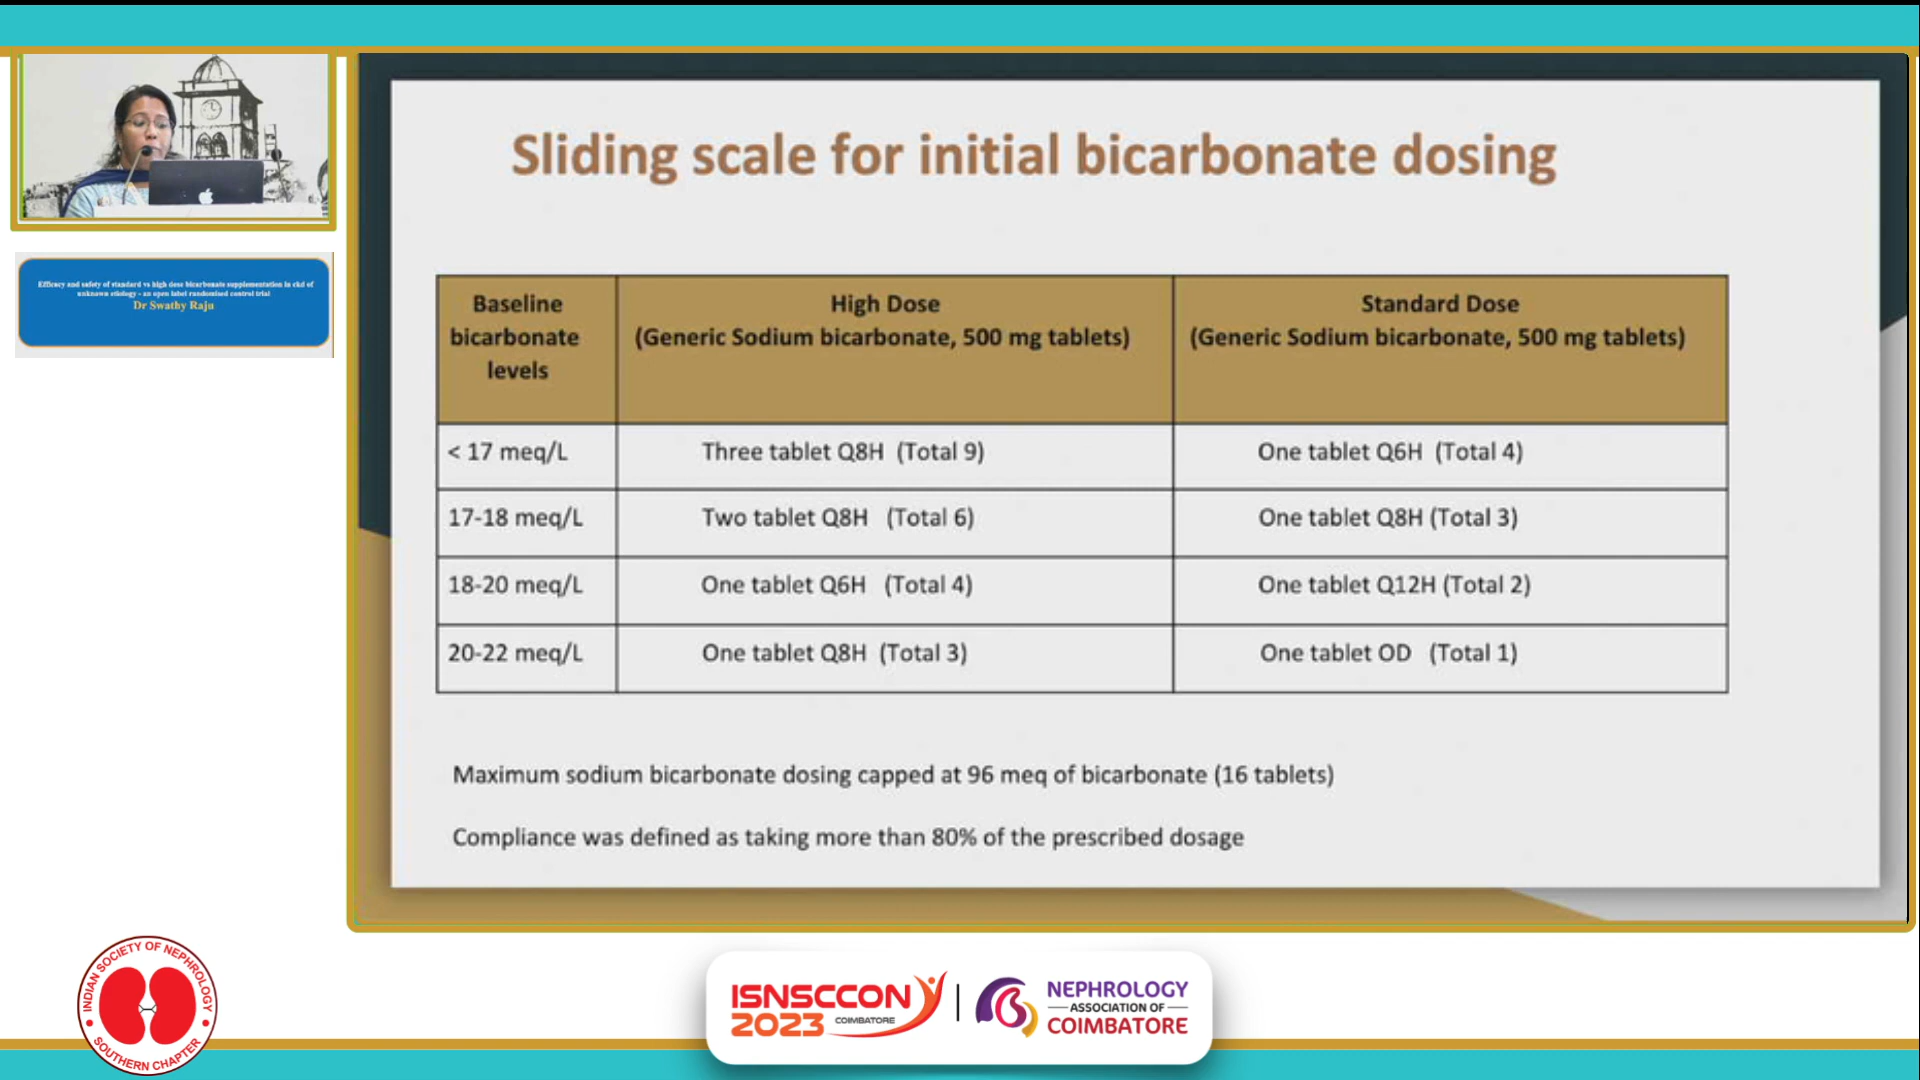 Efficacy and safety of standard vs high dose bicarbonate supplementation in ckd of
unknown etiology - an open label randomised control trial
Dr Swathy Raju
Sliding scale for initial bicarbonate dosing
Baseline bicarbonate levels
High Dose
(Generic Sodium bicarbonate, 500 mg tablets)
Standard Dose
(Generic Sodium bicarbonate, 500 mg tablets)
< 17 meq/L Three tablet Q8H (Total 9) One tablet Q6H (Total 4)
17-18 meq/L Two tablet Q8H (Total 6) One tablet Q8H (Total 3)
18-20 meq/L One tablet Q6H (Total 4) One tablet Q12H (Total 2)
20-22 meq/L One tablet Q8H (Total 3) One tablet OD (Total 1)
Maximum sodium bicarbonate dosing capped at 96 meq of bicarbonate (16 tablets)
Compliance was defined as taking more than 80% of the prescribed dosage
INDIAN SOCIETY OF NEPHROLOGY
SOUTHERN CHAPTER
ISNSCCON
2023 COIMBATORE
NEPHROLOGY
ASSOCIATION OF
COIMBATORE